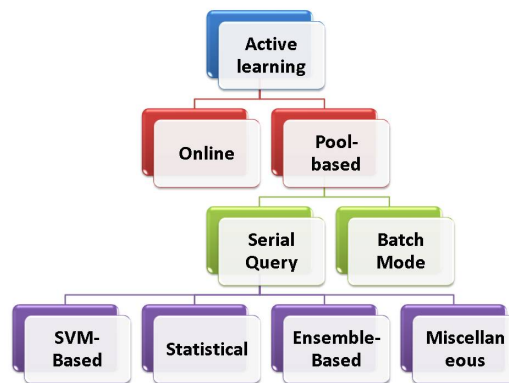 Active
learning
Online
Pool-
based
Serial
Query
Batch
Mode
SVM-
Based
Statistical
Ensemble-
Based
Miscellan
eous